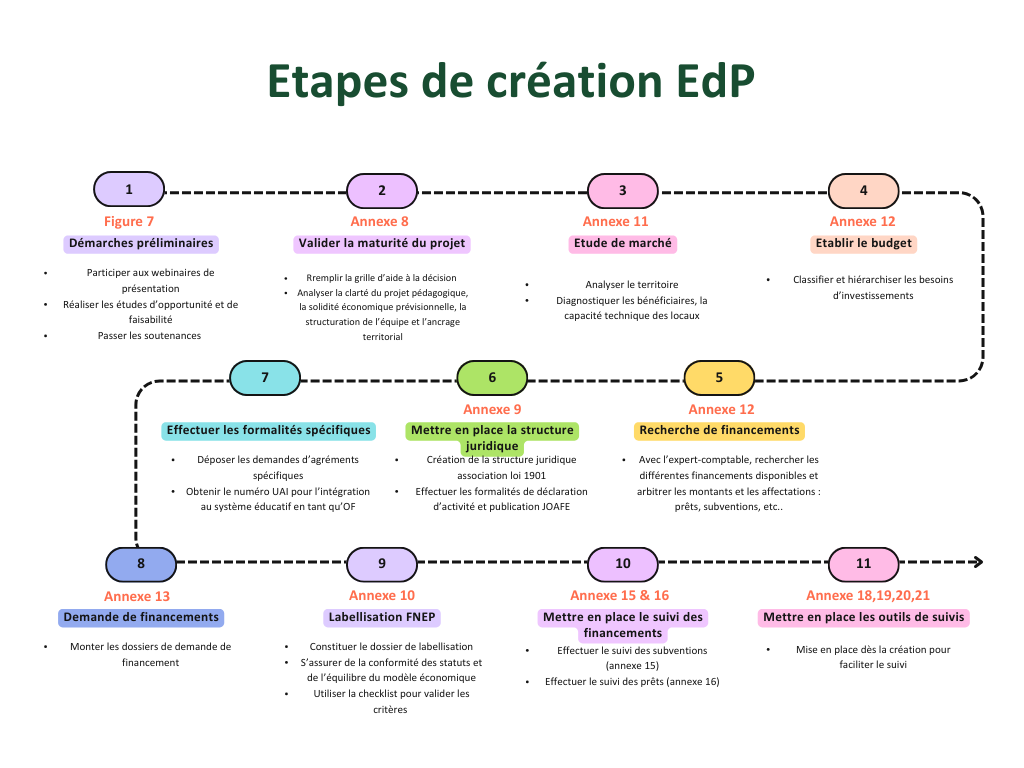 Etapes de création EdP
1
Figure 7
Démarches préliminaires
• Participer aux webinaires de
présentation
• Réaliser les études d'opportunité et de
faisabilité
• Passer les soutenances
2
Annexe 8
Valider la maturité du projet
• Rremplir la grille d'aide à la décision
• Analyser la clarté du projet pédagogique,
la solidité économique prévisionnelle, la
structuration de l'équipe et l'ancrage
territorial
3
Annexe 11
Etude de marché
• Analyser le territoire
• Diagnostiquer les bénéficiaires, la
capacité technique des locaux
4
Annexe 12
Etablir le budget
• Classifier et hiérarchiser les besoins
d'investissements
5
Annexe 12
Recherche de financements
• Avec l'expert-comptable, rechercher les
différentes financements disponibles et
arbitrer les montants et les affectations :
prêts, subventions, etc..
6
Annexe 9
Mettre en place la structure
juridique
• Création de la structure juridique
association loi 1901
• Effectuer les formalités de déclaration
d'activité et publication JOAFE
7
Effectuer les formalités spécifiques
• Déposer les demandes d'agréments
spécifiques
• Obtenir le numéro UAI pour l'intégration
au système éducatif en tant qu'OF
8
Annexe 13
Demande de financements
• Monter les dossiers de demande de
financement
9
Annexe 10
Labellisation FNEP
• Constituer le dossier de labellisation
• S'assurer de la conformité des statuts et
de l'équilibre du modèle économique
• Utiliser la checklist pour valider les
critères
10
Annexe 15 & 16
Mettre en place le suivi des
financements
• Effectuer le suivi des subventions
(annexe 15)
• Effectuer le suivi des prêts (annexe 16)
11
Annexe 18,19,20,21
Mettre en place les outils de suivis
• Mise en place dès la création pour
faciliter le suivi